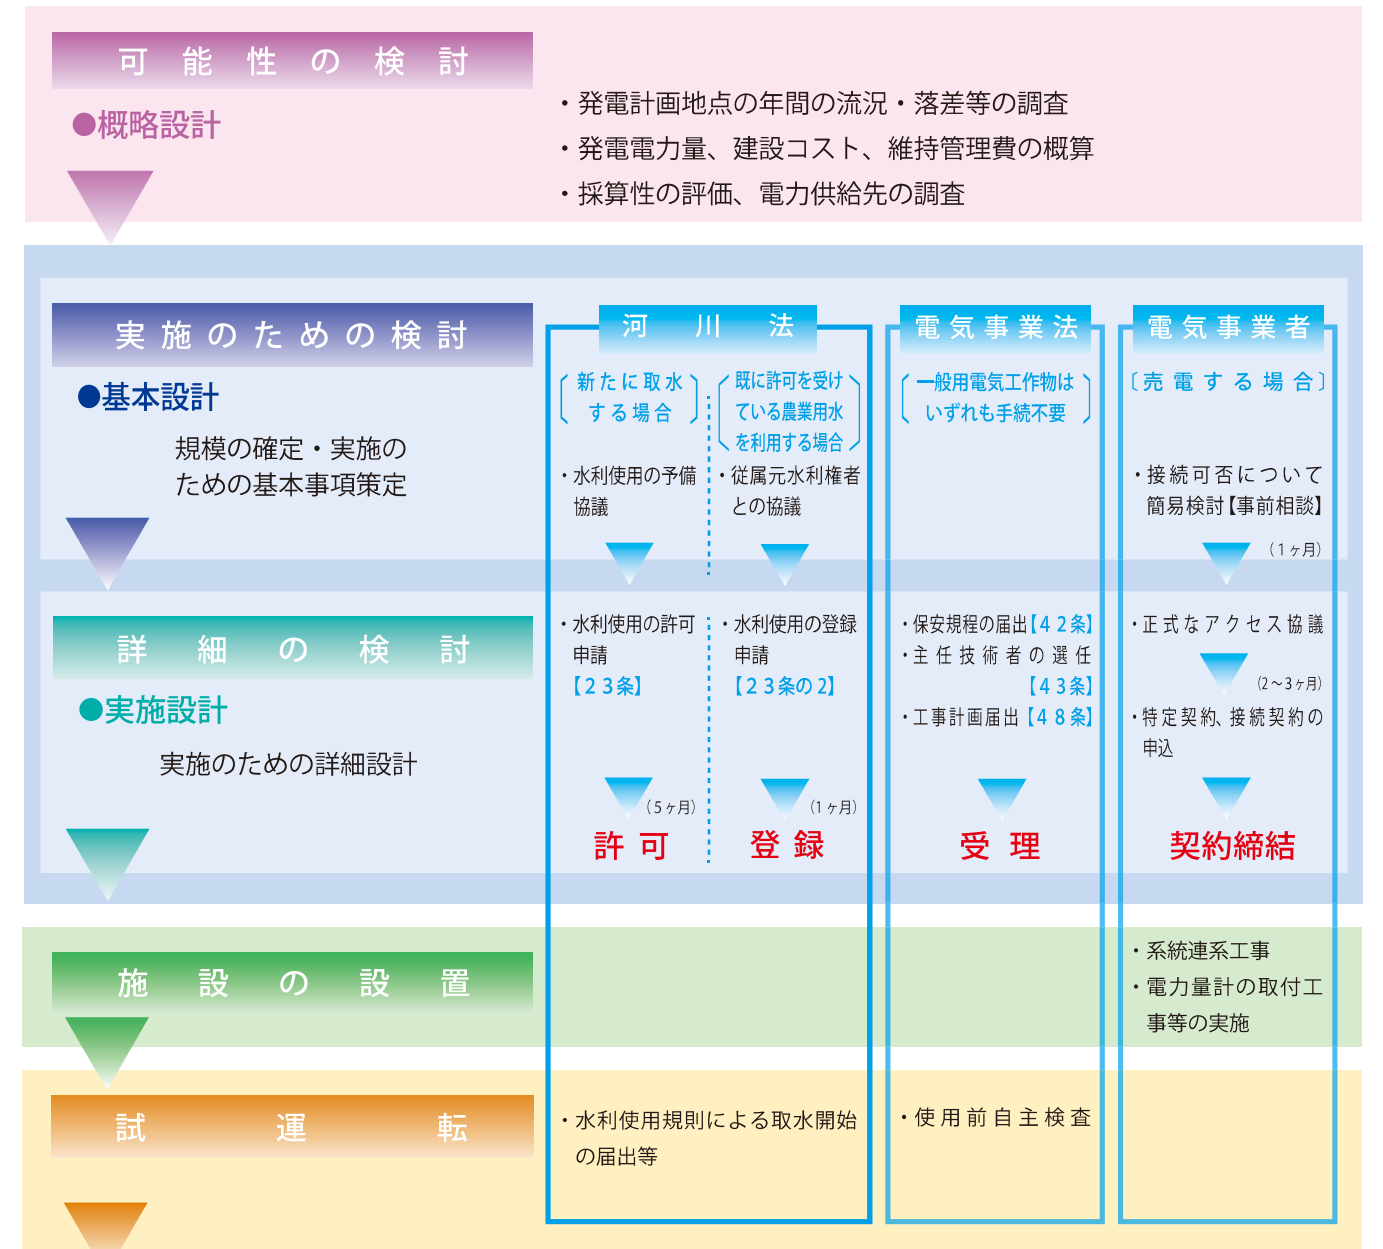 可能性の検討
●概略設計
・発電計画地点の年間の流況・落差等の調査
・発電電力量、建設コスト、維持管理費の概算
・採算性の評価、電力供給先の調査
実施のための検討
●基本設計
規模の確定・実施の
ための基本事項策定
河川法
新たに取水
する場合
・水利使用の予備
協議
既に許可を受け
ている農業用水
を利用する場合
・従属元水利権者
との協議
電気事業法
一般用電気工作物は
いずれも手続不要
電気事業者
〔売電する場合〕
・接続可否について
簡易検討【事前相談】
（1ヶ月）
詳細の検討
●実施設計
実施のための詳細設計
・水利使用の許可
申請
【23条】
（5ヶ月）
許可
・水利使用の登録
申請
【23条の2】
（1ヶ月）
登録
・保安規程の届出【42条】
・主任技術者の選任
【43条】
・工事計画届出【48条】
受理
・正式なアクセス協議
（2～3ヶ月）
・特定契約、接続契約の
申込
契約締結
施設の設置
・系統連系工事
・電力量計の取付工
事等の実施
試運転
・水利使用規則による取水開始
の届出等
・使用前自主検査